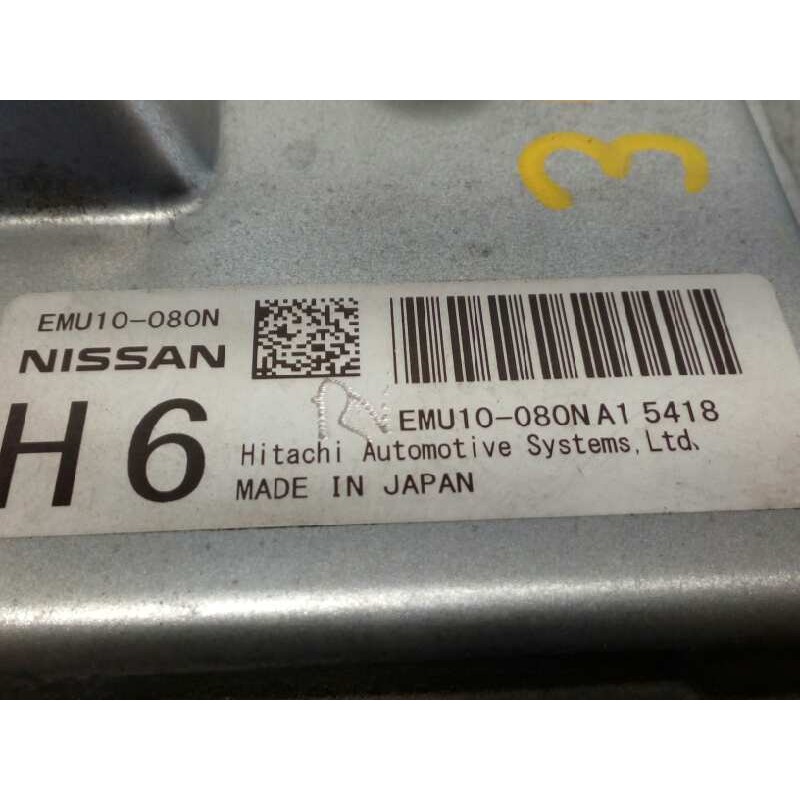 3
EMU10-080N
NISSAN
H6
EMU10-080NA1 5418
Hitachi Automotive Systems, Ltd.
MADE IN JAPAN